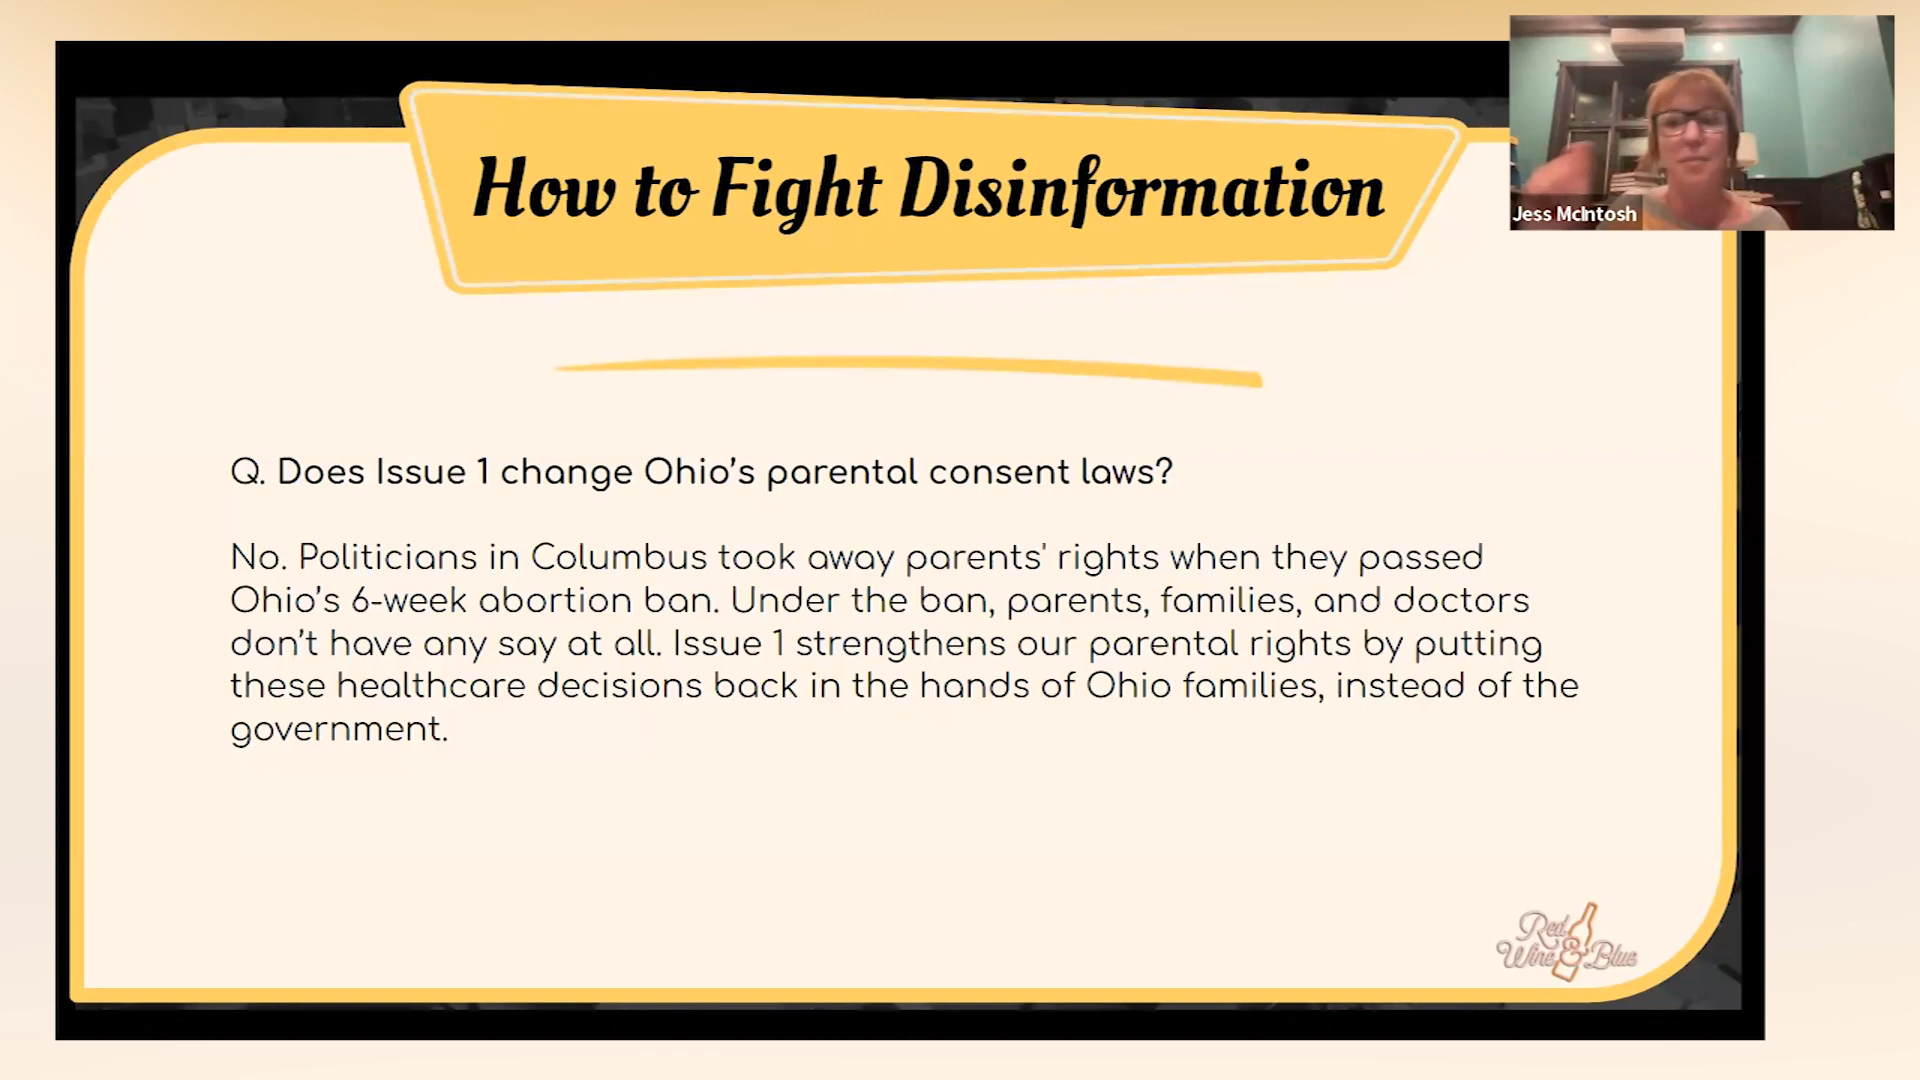 How to Fight Disinformation
Jess McIntosh
Q. Does Issue 1 change Ohio’s parental consent laws?
No. Politicians in Columbus took away parents' rights when they passed
Ohio’s 6-week abortion ban. Under the ban, parents, families, and doctors
don’t have any say at all. Issue 1 strengthens our parental rights by putting
these healthcare decisions back in the hands of Ohio families, instead of the
government.
Red
Wine & Blue